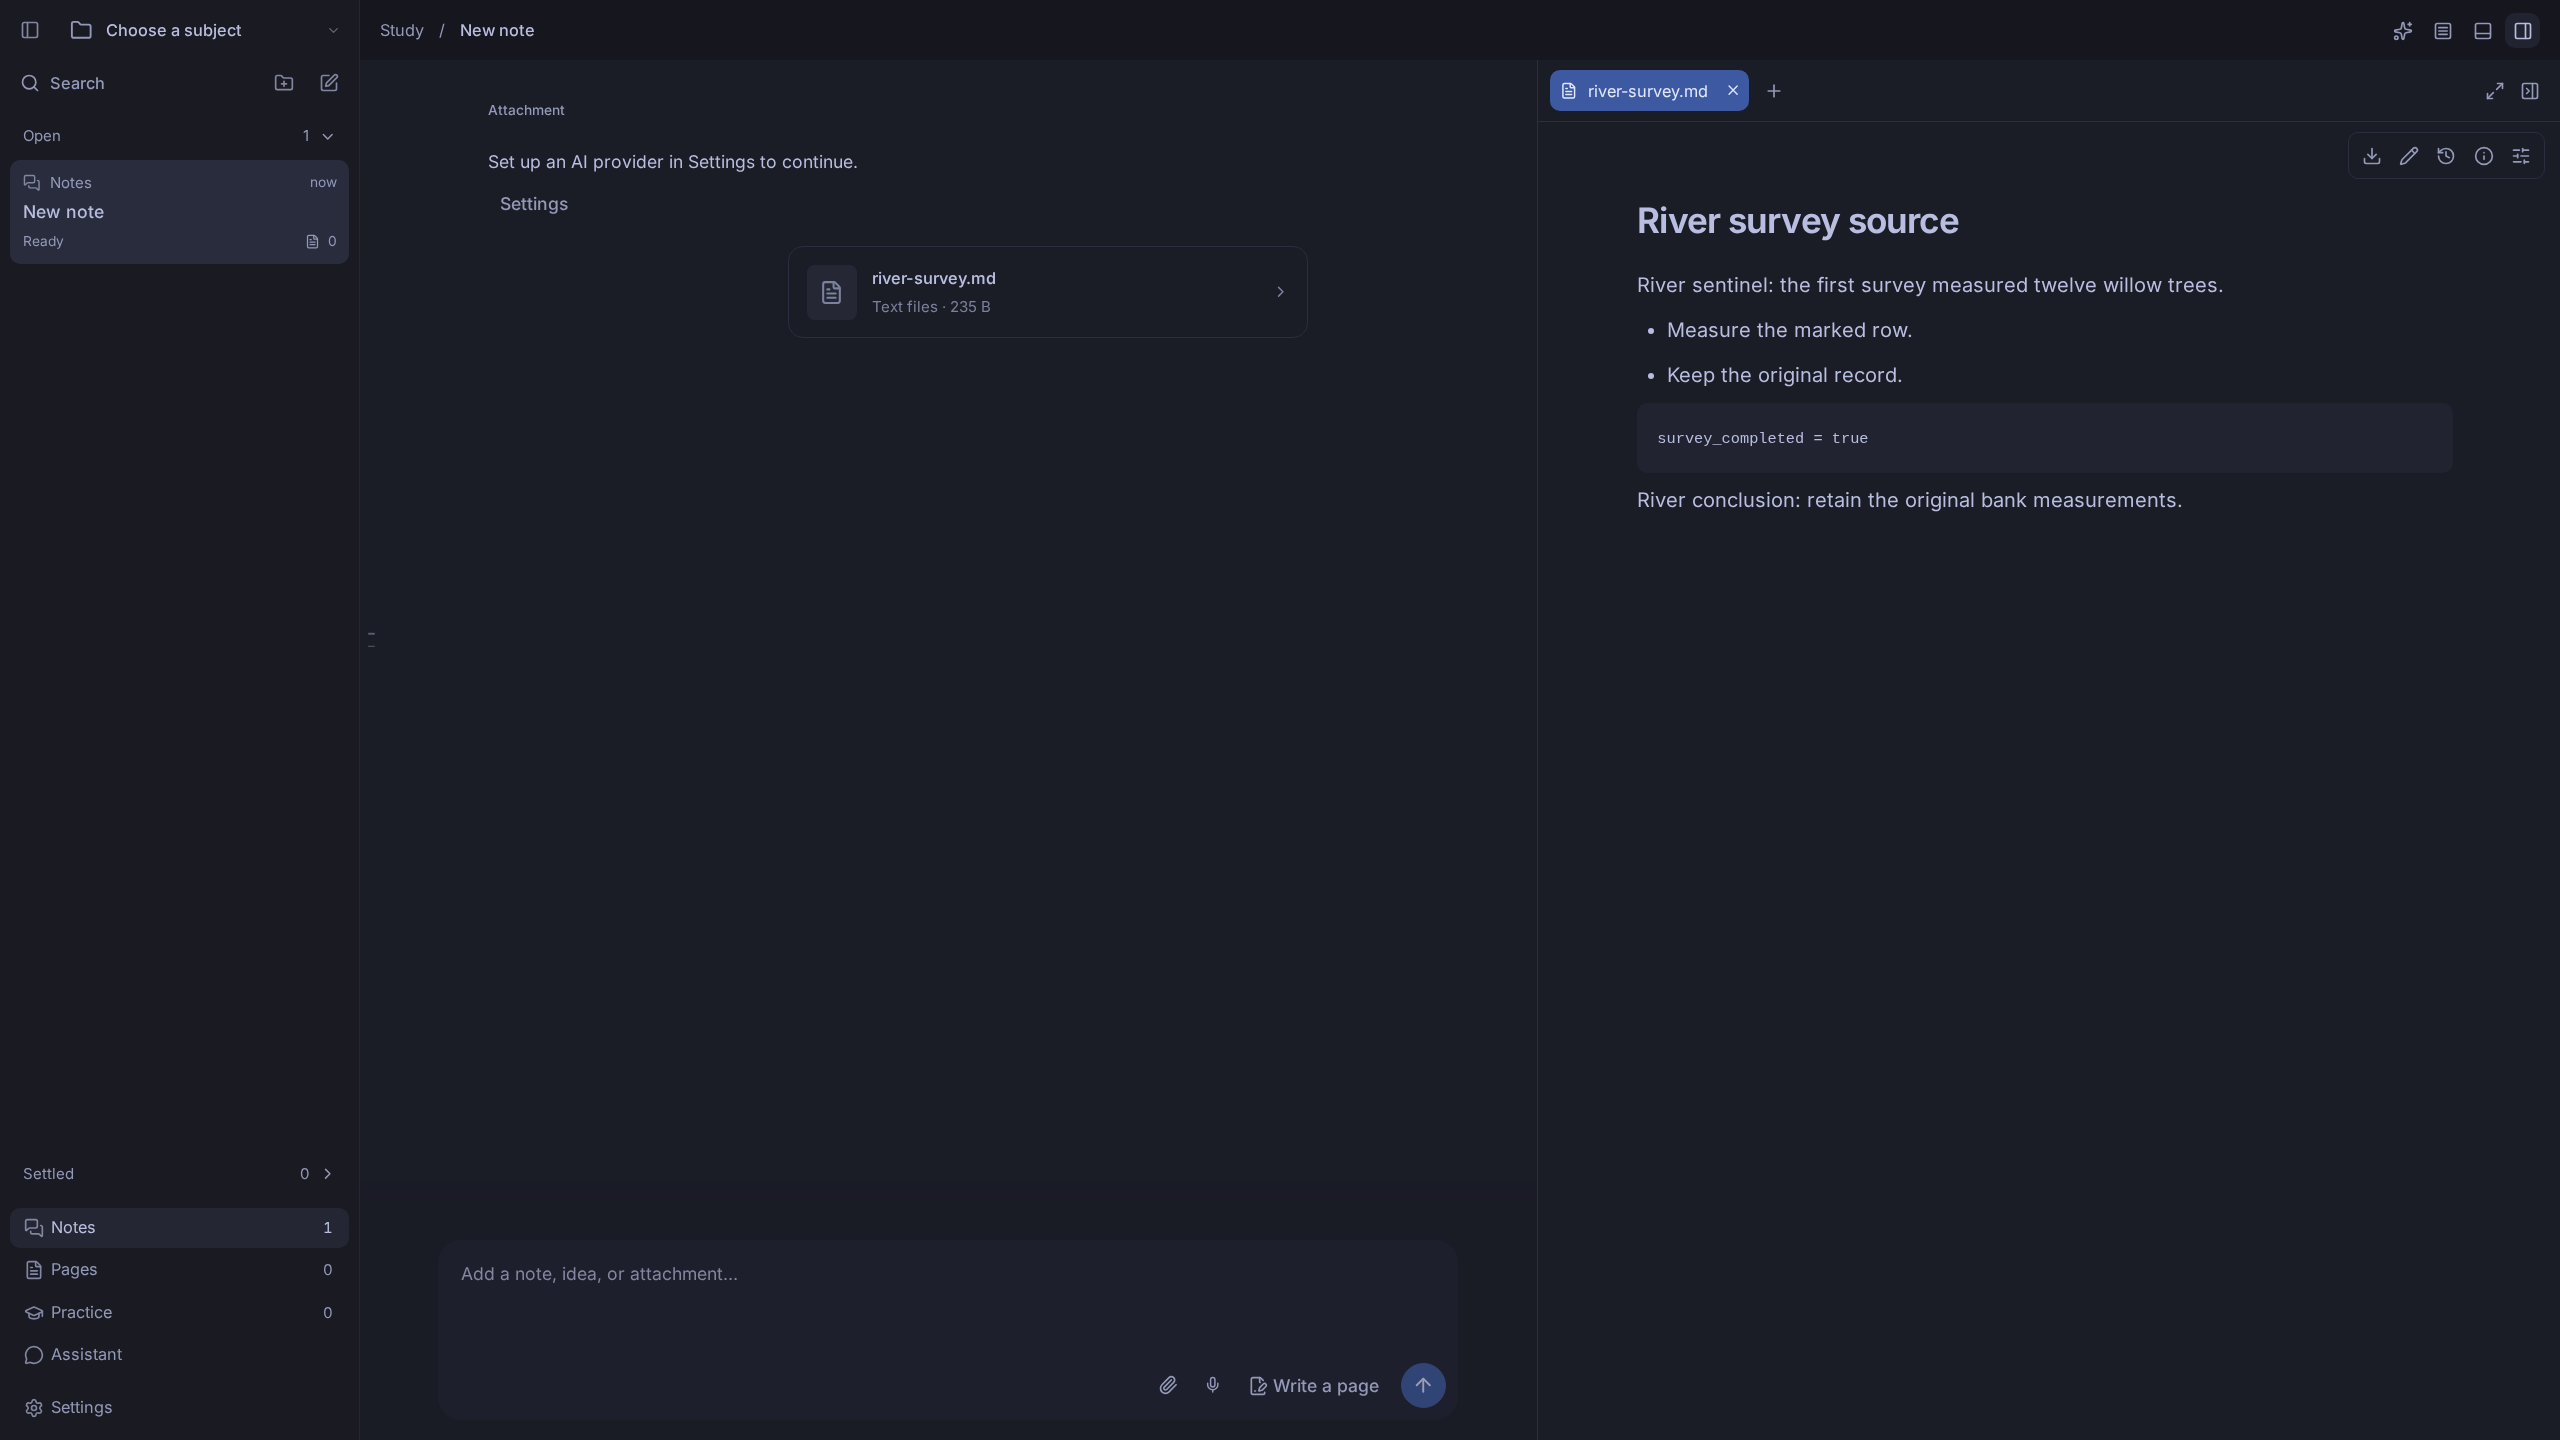 Choose a subject
Search
Open 1
Notes now
New note
Ready 0
Settled 0
Notes 1
Pages 0
Practice 0
Assistant
Settings
Study / New note
Attachment
Set up an AI provider in Settings to continue.
Settings
river-survey.md
Text files · 235 B
Add a note, idea, or attachment...
Write a page
river-survey.md
River survey source
River sentinel: the first survey measured twelve willow trees.
• Measure the marked row.
• Keep the original record.
survey_completed = true
River conclusion: retain the original bank measurements.